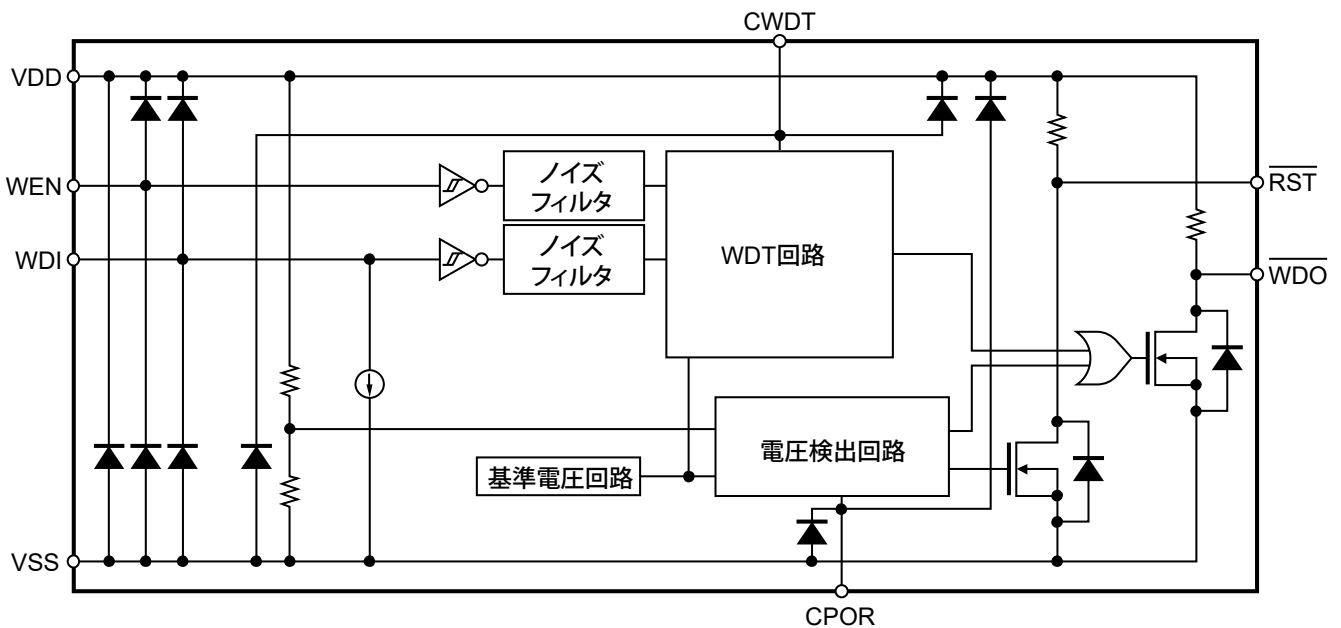 CWDT
VDD
WEN
ノイズ
フィルタ
RST
WDI
ノイズ
フィルタ
WDT回路
WDO
電圧検出回路
基準電圧回路
VSS
CPOR